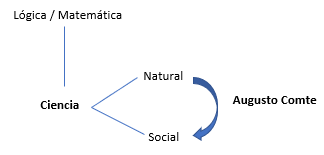 Lógica / Matemática
Natural
Ciencia
Augusto Comte
Social